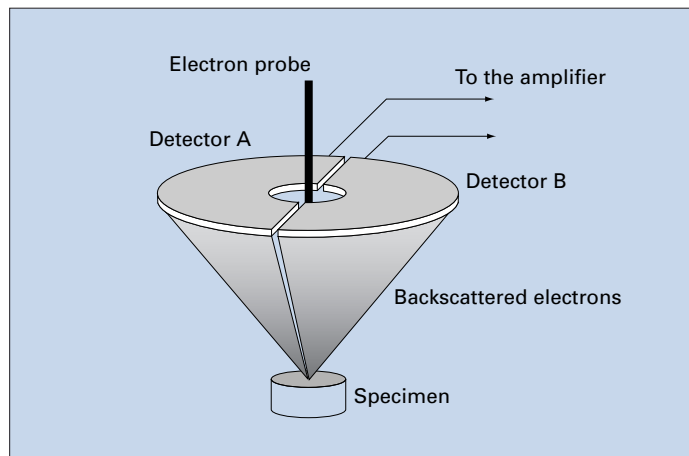 Electron probe
To the amplifier
Detector A
Detector B
Backscattered electrons
Specimen